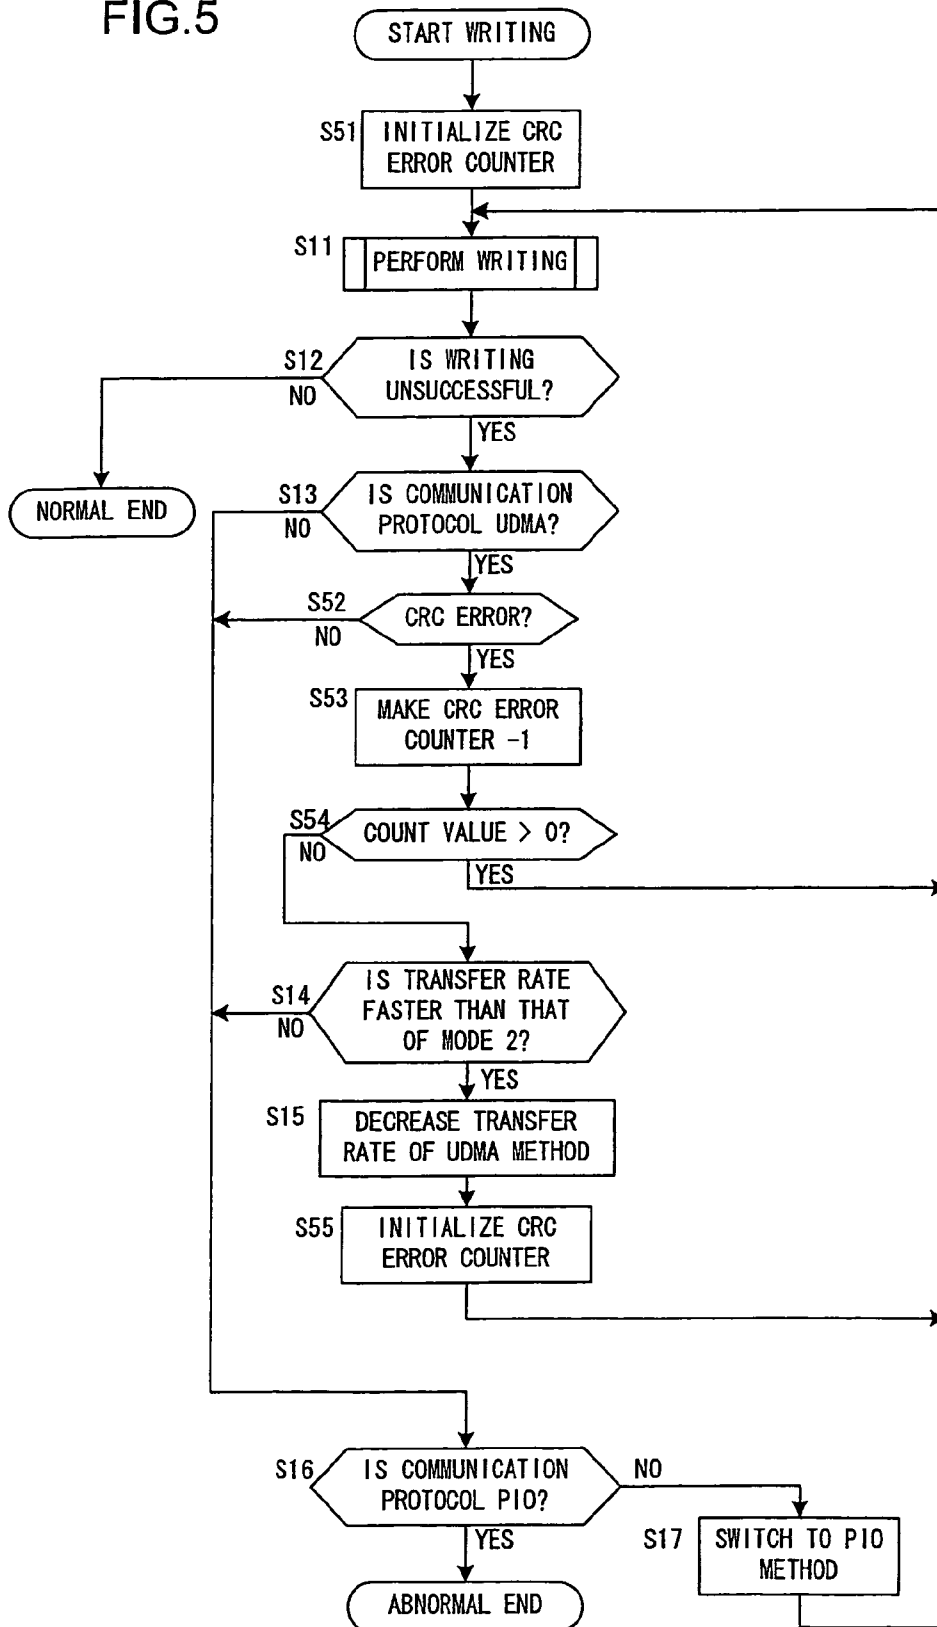 FIG.5
START WRITING
S51
INITIALIZE CRC
ERROR COUNTER
S11
PERFORM WRITING
S12
IS WRITING
UNSUCCESSFUL?
NO
YES
NORMAL END
S13
IS COMMUNICATION
PROTOCOL UDMA?
NO
YES
S52
CRC ERROR?
NO
YES
S53
MAKE CRC ERROR
COUNTER -1
S54
COUNT VALUE > 0?
NO
YES
S14
IS TRANSFER RATE
FASTER THAN THAT
OF MODE 2?
NO
YES
S15
DECREASE TRANSFER
RATE OF UDMA METHOD
S55
INITIALIZE CRC
ERROR COUNTER
S16
IS COMMUNICATION
PROTOCOL PIO?
NO
YES
S17
SWITCH TO PIO
METHOD
ABNORMAL END